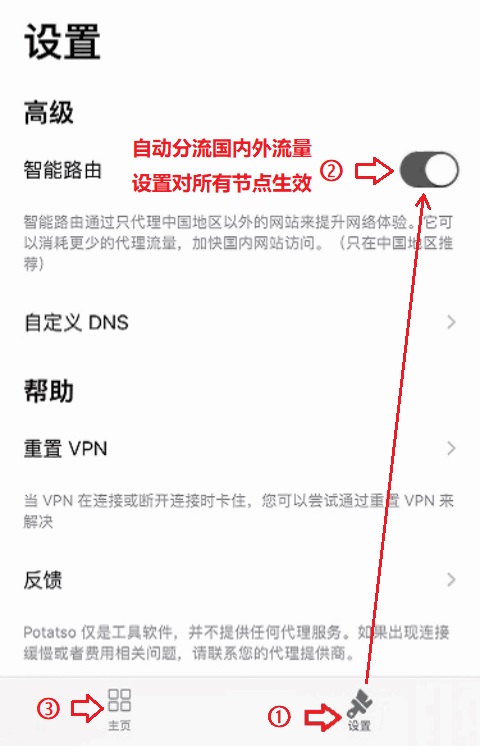 设置
高级
自动分流国内外流量
智能路由
②
设置对所有节点生效
智能路由通过只代理中国地区以外的网站来提升网络体验。它可
以消耗更少的代理流量，加快国内网站访问。（只在中国地区推
荐）
自定义 DNS
帮助
重置 VPN
当 VPN 在连接或断开连接时卡住，您可以尝试通过重置 VPN 来
解决
反馈
Potatso 仅是工具软件，并不提供任何代理服务。如果出现连接
缓慢或者费用相关问题，请联系您的代理提供商。
③
主页
①
设置